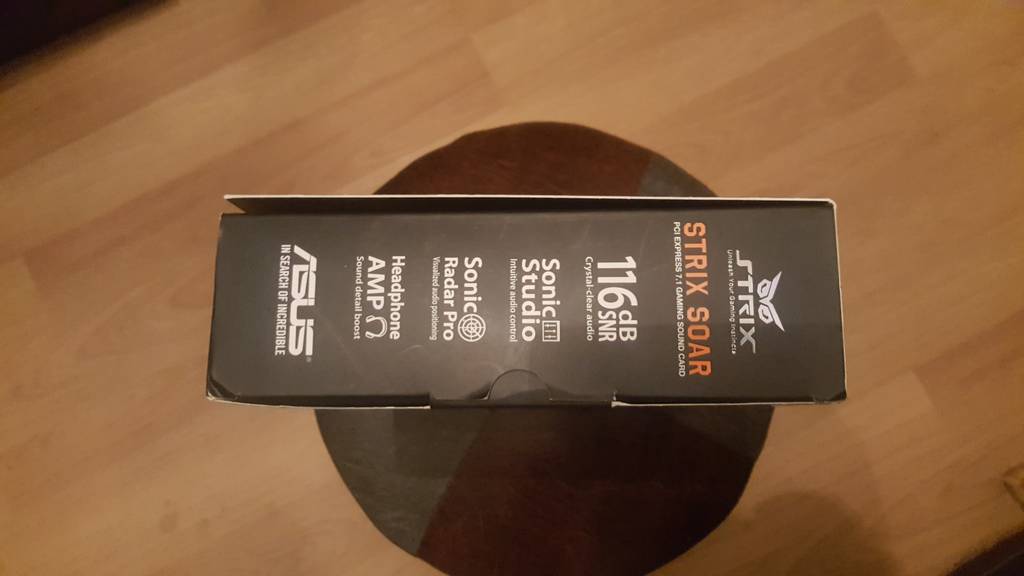 STRIX
Unleash Your Gaming Instincts
STRIX SOAR
PCI EXPRESS 7.1 GAMING SOUND CARD
116dB
SNR
Crystal-clear audio
Sonic
Studio
Intuitive audio control
Sonic
Radar Pro
Visualized audio positioning
Headphone
AMP
Sound detail boost
ASUS®
IN SEARCH OF INCREDIBLE